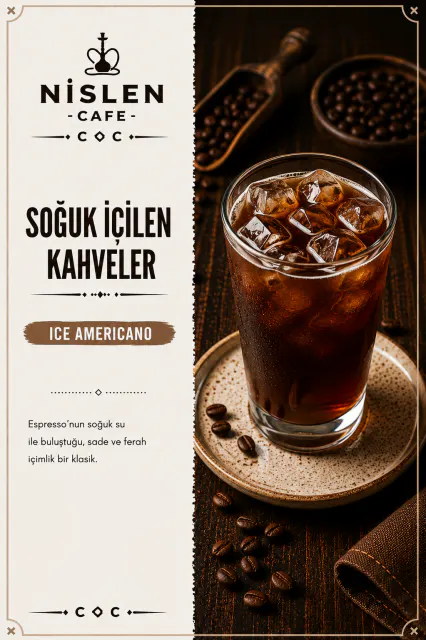 NİSLEN
-CAFE-
C◇C
SOĞUK İÇİLEN
KAHVELER
ICE AMERICANO
Espresso'nun soğuk su
ile buluştuğu, sade ve ferah
içimlik bir klasik.
C◇C